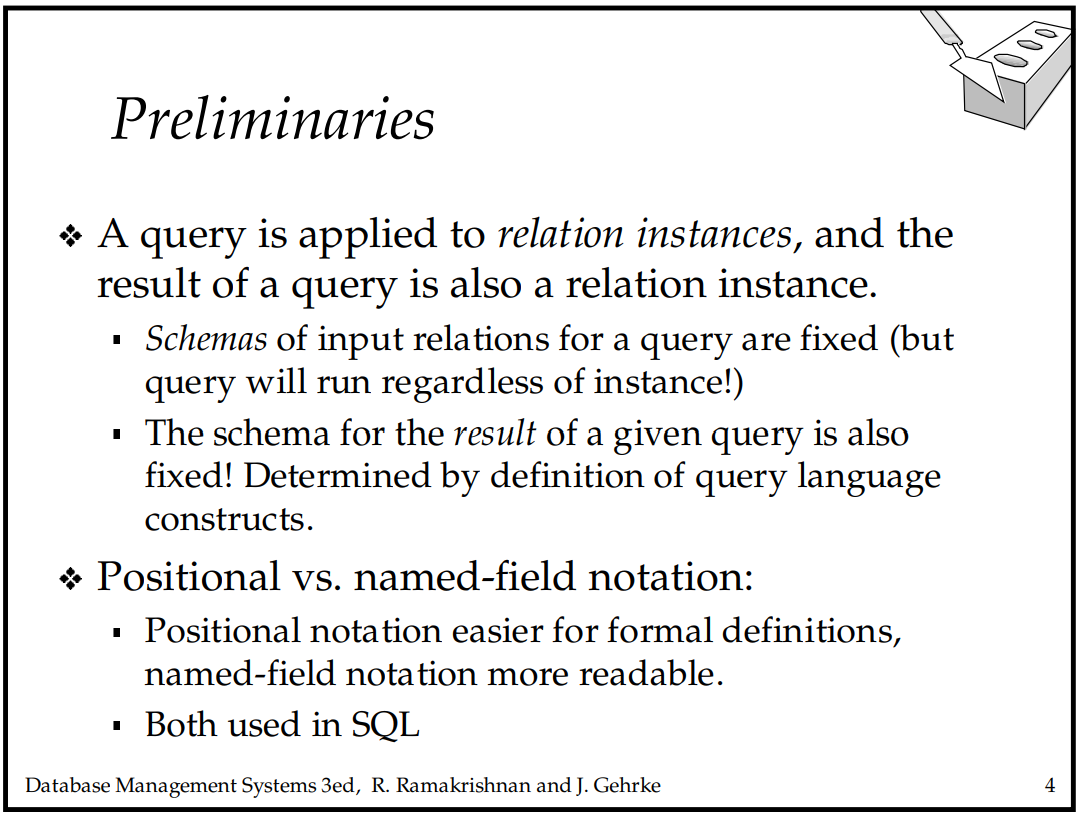 Preliminaries
❖ A query is applied to relation instances, and the
result of a query is also a relation instance.
▪ Schemas of input relations for a query are fixed (but
query will run regardless of instance!)
▪ The schema for the result of a given query is also
fixed! Determined by definition of query language
constructs.
❖ Positional vs. named-field notation:
▪ Positional notation easier for formal definitions,
named-field notation more readable.
▪ Both used in SQL
Database Management Systems 3ed, R. Ramakrishnan and J. Gehrke 4